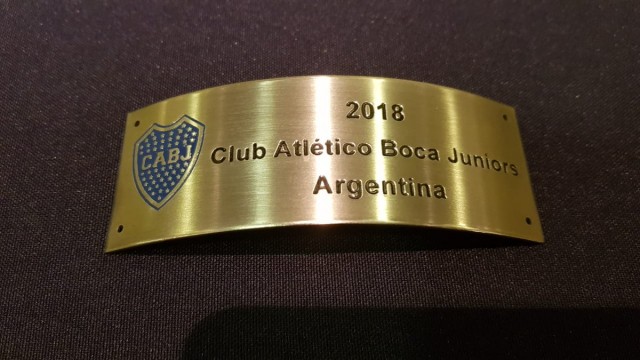 2018
CABJ
Club Atlético Boca Juniors
Argentina